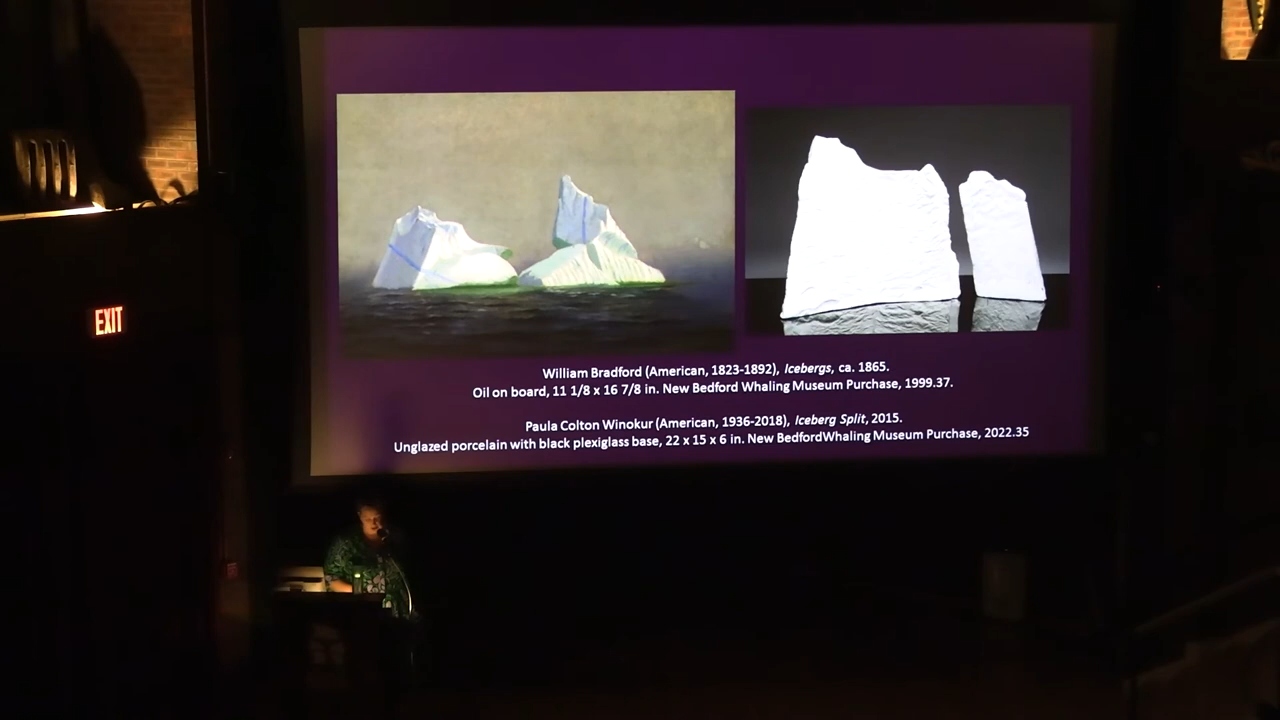 EXIT
William Bradford (American, 1823-1892), Icebergs, ca. 1865.
Oil on board, 11 1/8 x 16 7/8 in. New Bedford Whaling Museum Purchase, 1999.37.
Paula Colton Winokur (American, 1936-2018), Iceberg Split, 2015.
Unglazed porcelain with black plexiglass base, 22 x 15 x 6 in. New BedfordWhaling Museum Purchase, 2022.35